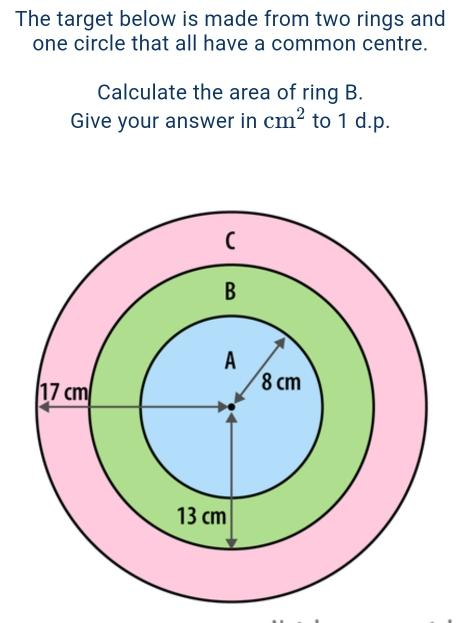 The target below is made from two rings and
one circle that all have a common centre.
Calculate the area of ring B.
Give your answer in cm² to 1 d.p.
C
B
A
17 cm
8 cm
13 cm